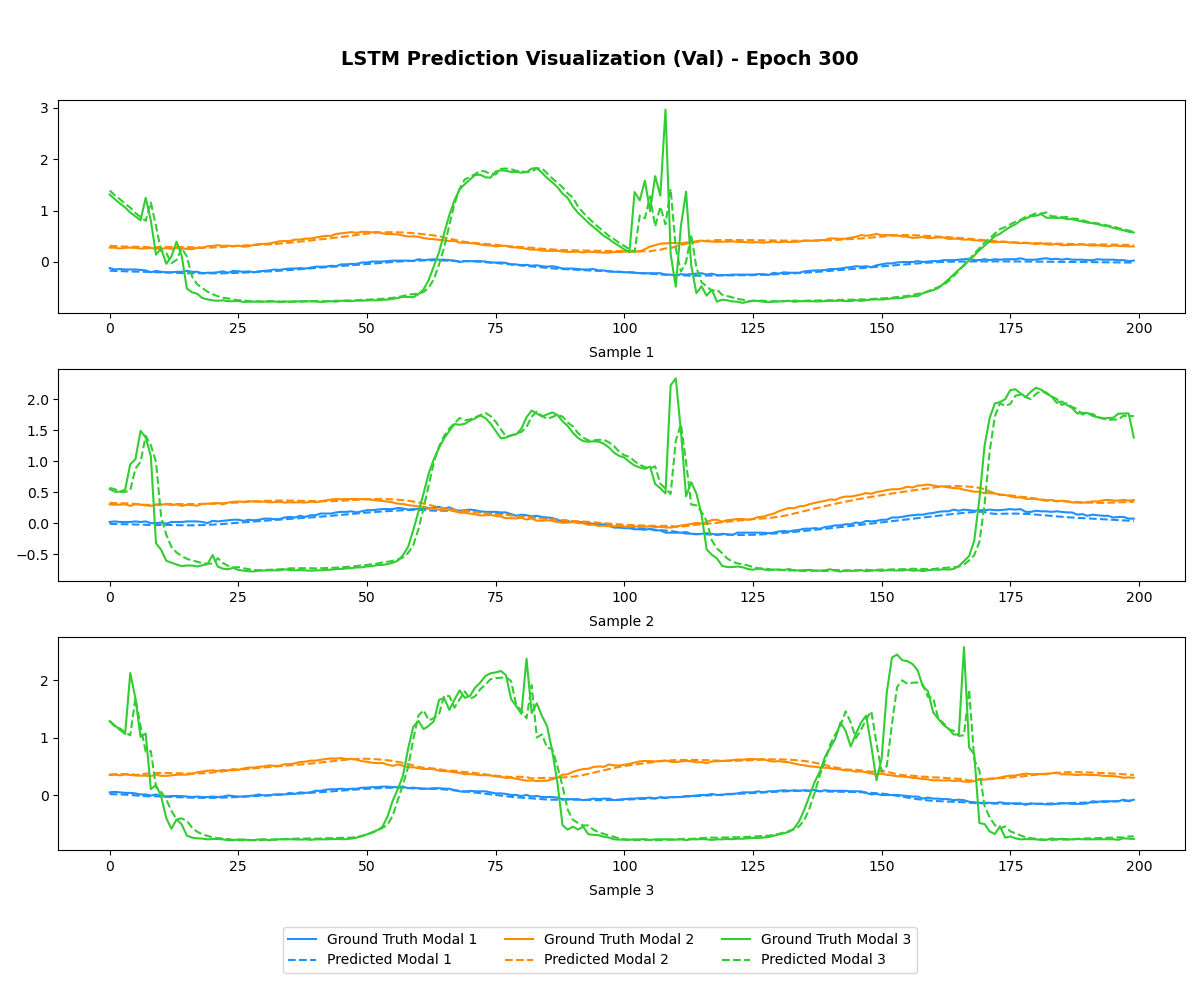 LSTM Prediction Visualization (Val) - Epoch 300
3
2
1
0
0 25 50 75 100 125 150 175 200
Sample 1
2.0
1.5
1.0
0.5
0.0
−0.5
0 25 50 75 100 125 150 175 200
Sample 2
2
1
0
0 25 50 75 100 125 150 175 200
Sample 3
Ground Truth Modal 1 Ground Truth Modal 2 Ground Truth Modal 3
Predicted Modal 1 Predicted Modal 2 Predicted Modal 3